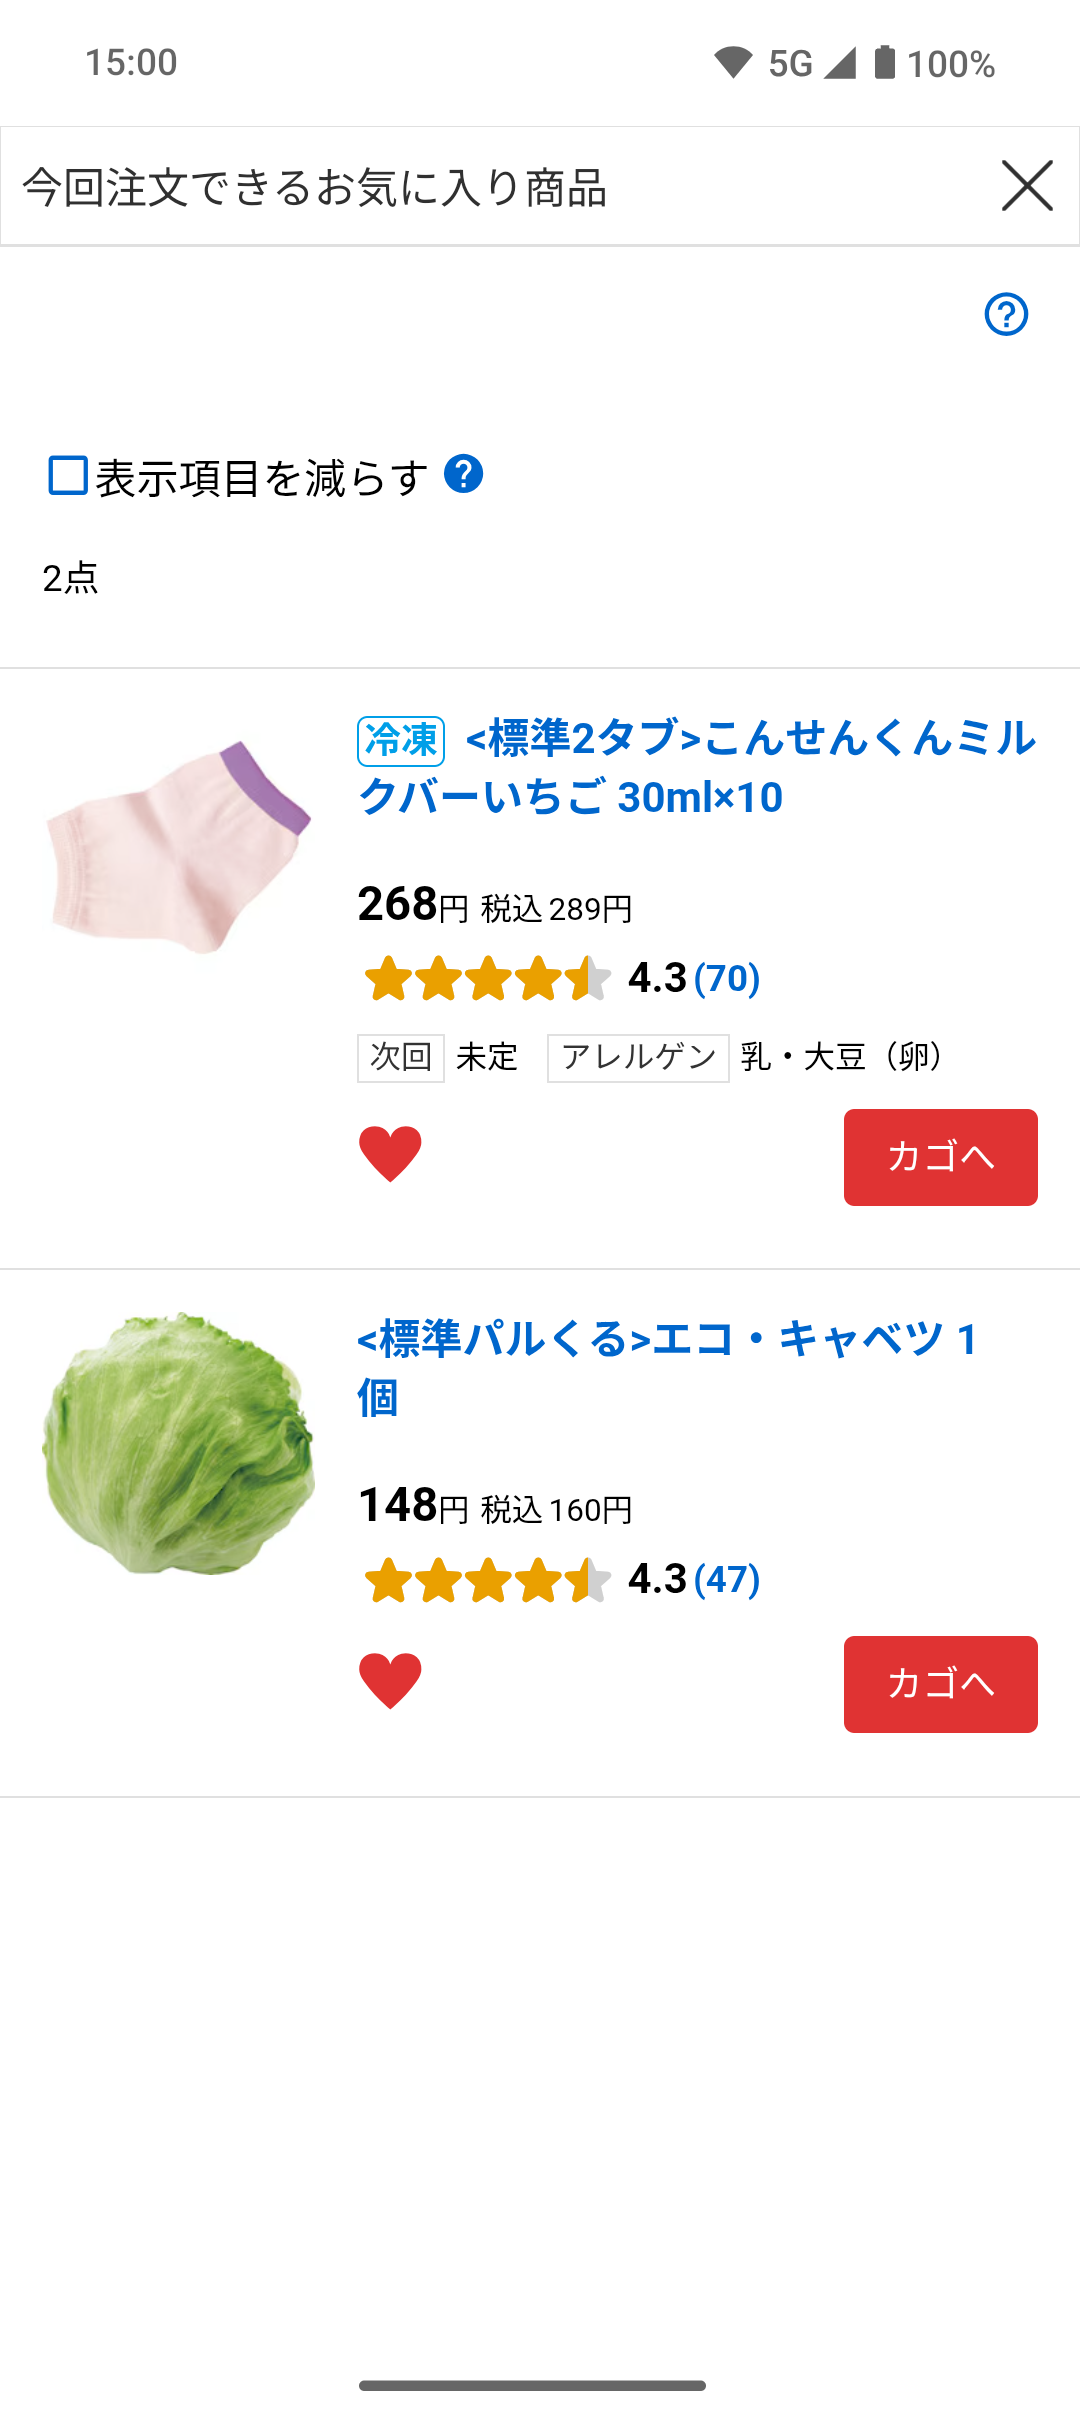 15:00 5G 100%
今回注文できるお気に入り商品
表示項目を減らす
2点
冷凍 <標準2タブ>こんせんくんミル
クバーいちご 30ml×10
268円 税込 289円
4.3 (70)
次回 未定 アレルゲン 乳・大豆（卵）
カゴへ
<標準パルくる>エコ・キャベツ 1
個
148円 税込 160円
4.3 (47)
カゴへ